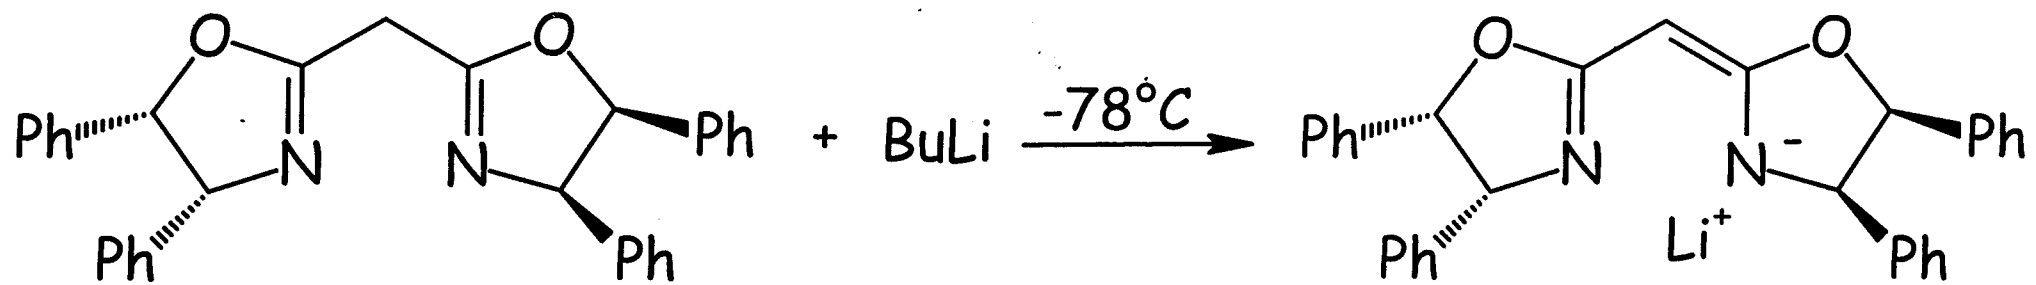 O O O O
Ph N N Ph + BuLi -78°C Ph N N - Ph
Ph Ph Li+ Ph Ph